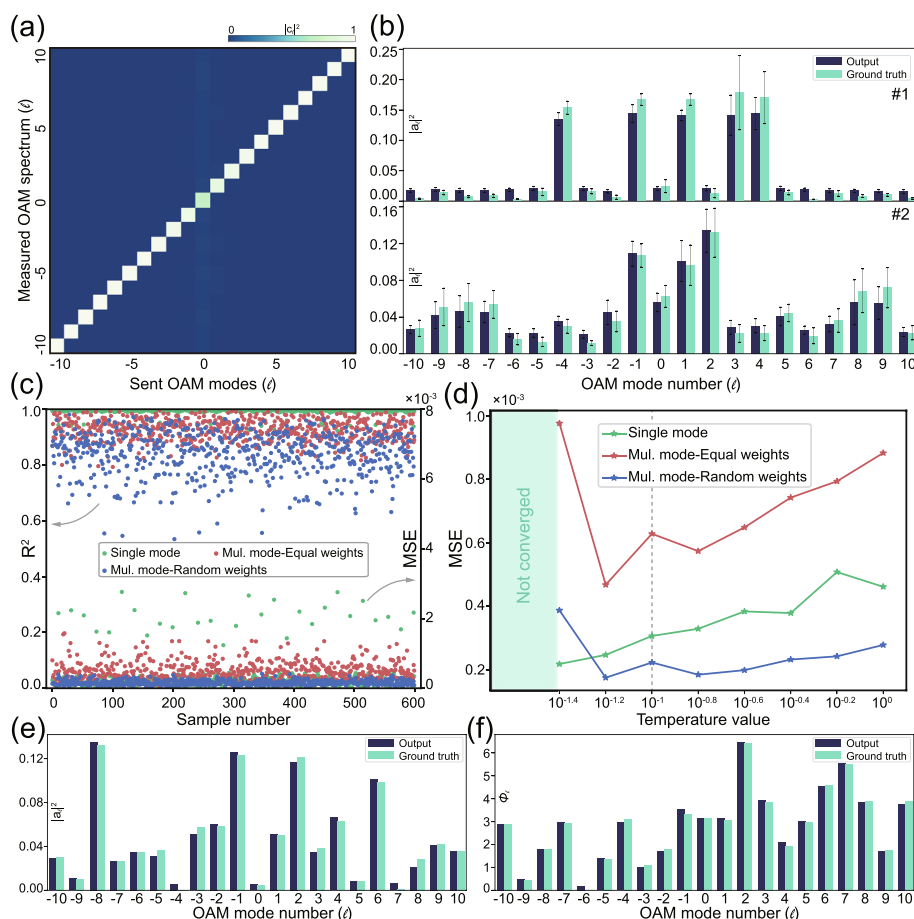 (a)
0
|cₗ|²
1
Measured OAM spectrum (ℓ)
10
5
0
-5
-10
-10
-5
0
5
10
Sent OAM modes (ℓ)
(b)
0.25
0.20
0.15
0.10
0.05
0.00
|aₗ|²
Output
Ground truth
#1
0.16
0.12
0.08
0.04
0.00
|aₗ|²
#2
-10 -9 -8 -7 -6 -5 -4 -3 -2 -1 0 1 2 3 4 5 6 7 8 9 10
OAM mode number (ℓ)
(c)
1.0
0.8
0.6
0.4
0.2
0.0
R²
×10⁻³
8
6
4
2
0
MSE
Single mode
Mul. mode-Equal weights
Mul. mode-Random weights
0 100 200 300 400 500 600
Sample number
(d)
×10⁻³
1.0
0.8
0.6
0.4
0.2
MSE
Not converged
Single mode
Mul. mode-Equal weights
Mul. mode-Random weights
10⁻¹·⁴ 10⁻¹·² 10⁻¹ 10⁻⁰·⁸ 10⁻⁰·⁶ 10⁻⁰·⁴ 10⁻⁰·² 10⁰
Temperature value
(e)
0.12
0.08
0.04
0.00
|aₗ|²
Output
Ground truth
-10 -9 -8 -7 -6 -5 -4 -3 -2 -1 0 1 2 3 4 5 6 7 8 9 10
OAM mode number (ℓ)
(f)
6
5
4
3
2
1
0
Φₗ
Output
Ground truth
-10 -9 -8 -7 -6 -5 -4 -3 -2 -1 0 1 2 3 4 5 6 7 8 9 10
OAM mode number (ℓ)